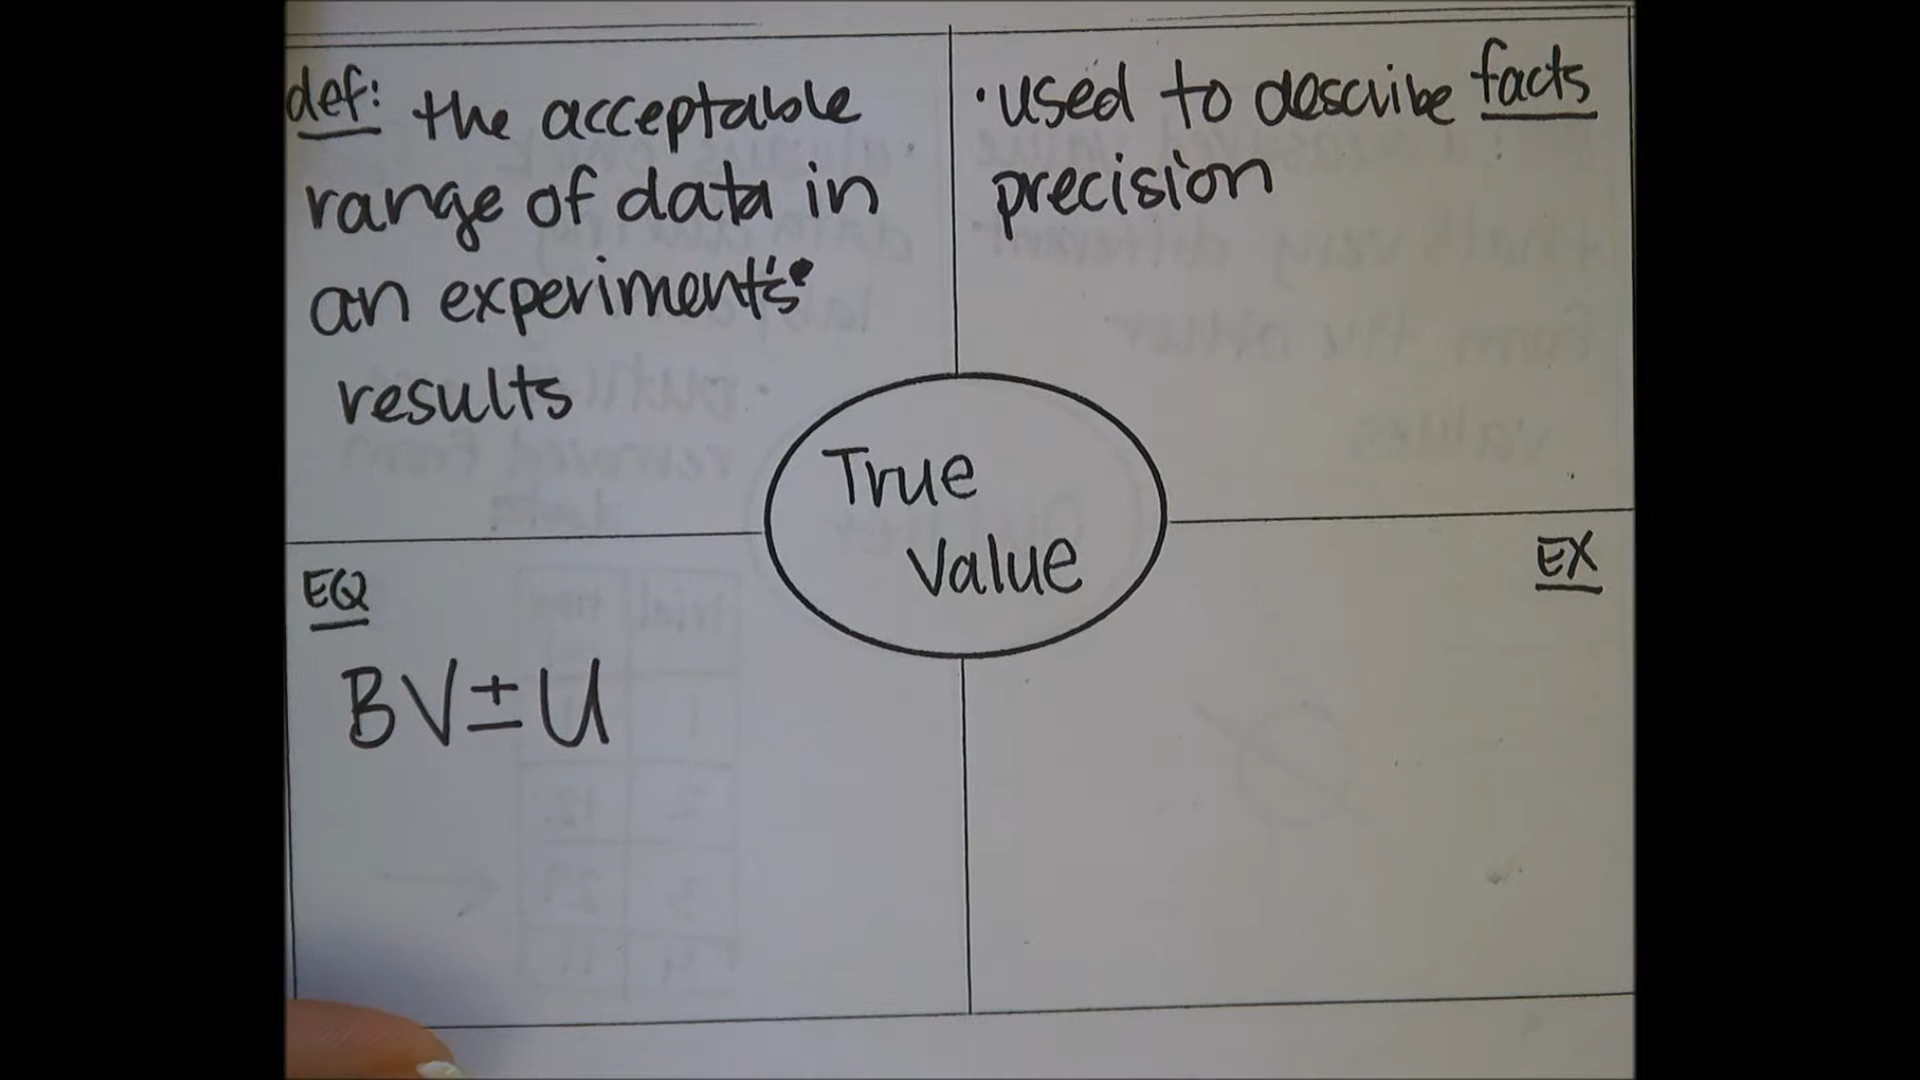 def: the acceptable
range of data in
an experiment's
results
• used to describe facts
precision
True
Value
EQ
BV ± U
EX